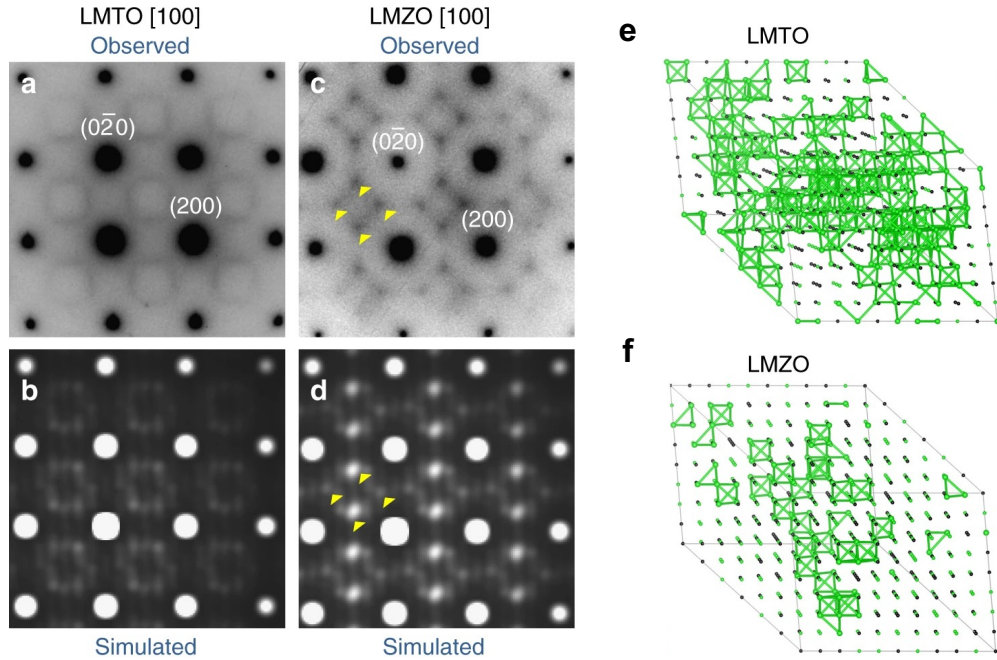 LMTO [100]
Observed
LMZO [100]
Observed
a
(02̄0)
(200)
c
(02̄0)
(200)
b
Simulated
d
Simulated
e
LMTO
f
LMZO